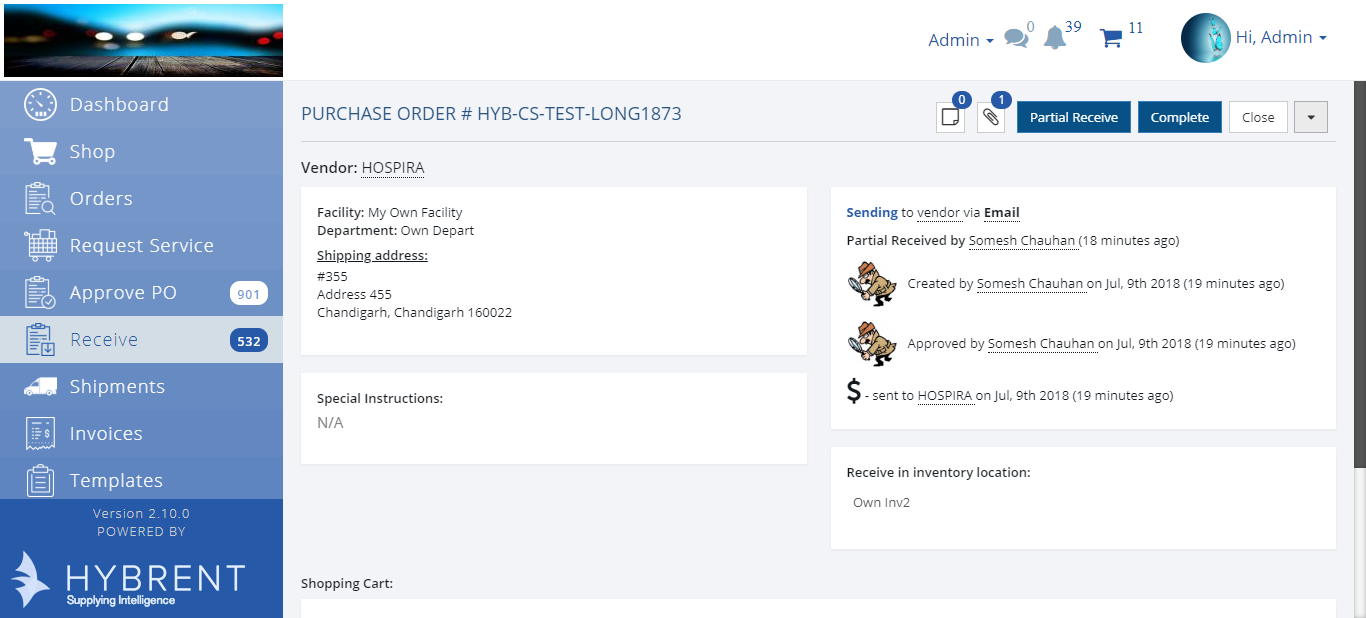 Admin
0
39
11
Hi, Admin
Dashboard
Shop
Orders
Request Service
Approve PO 901
Receive 532
Shipments
Invoices
Templates
Version 2.10.0
POWERED BY
HYBRENT
Supplying Intelligence
PURCHASE ORDER # HYB-CS-TEST-LONG1873
0
1
Partial Receive
Complete
Close
Vendor: HOSPIRA
Facility: My Own Facility
Department: Own Depart
Shipping address:
#355
Address 455
Chandigarh, Chandigarh 160022
Special Instructions:
N/A
Sending to vendor via Email
Partial Received by Somesh Chauhan (18 minutes ago)
Created by Somesh Chauhan on Jul, 9th 2018 (19 minutes ago)
Approved by Somesh Chauhan on Jul, 9th 2018 (19 minutes ago)
$ - sent to HOSPIRA on Jul, 9th 2018 (19 minutes ago)
Receive in inventory location:
Own Inv2
Shopping Cart: